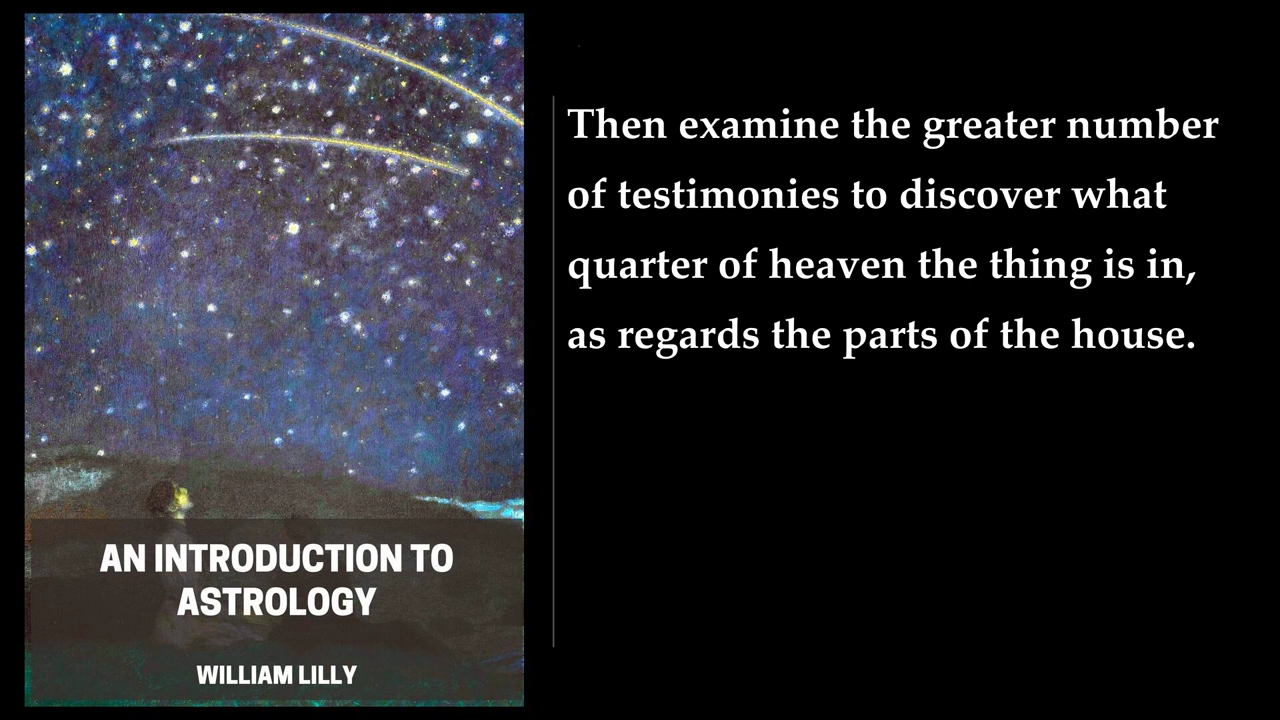 AN INTRODUCTION TO
ASTROLOGY
WILLIAM LILLY
Then examine the greater number
of testimonies to discover what
quarter of heaven the thing is in,
as regards the parts of the house.